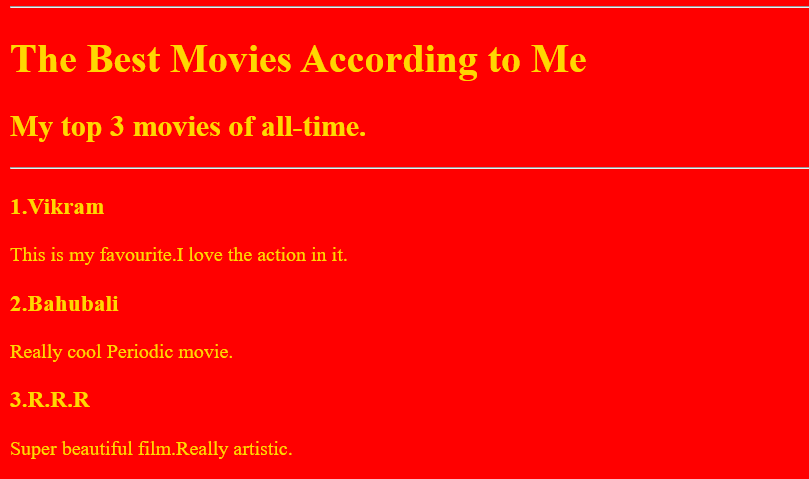 The Best Movies According to Me
My top 3 movies of all-time.
1.Vikram
This is my favourite.I love the action in it.
2.Bahubali
Really cool Periodic movie.
3.R.R.R
Super beautiful film.Really artistic.